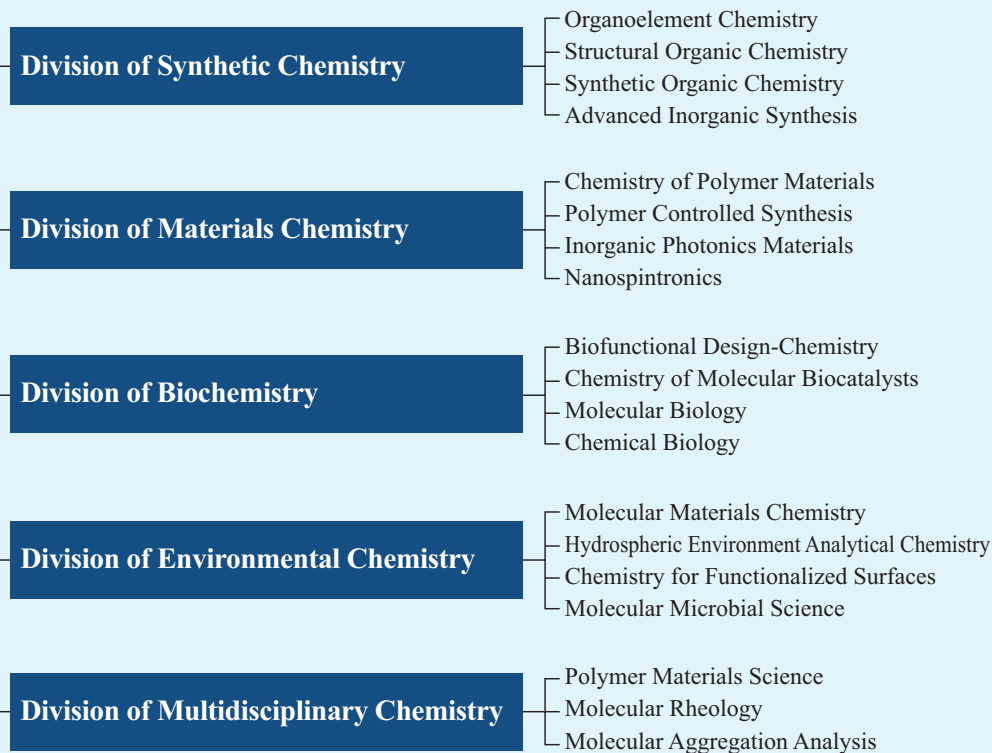 Division of Synthetic Chemistry
Organoelement Chemistry
Structural Organic Chemistry
Synthetic Organic Chemistry
Advanced Inorganic Synthesis
Division of Materials Chemistry
Chemistry of Polymer Materials
Polymer Controlled Synthesis
Inorganic Photonics Materials
Nanospintronics
Division of Biochemistry
Biofunctional Design-Chemistry
Chemistry of Molecular Biocatalysts
Molecular Biology
Chemical Biology
Division of Environmental Chemistry
Molecular Materials Chemistry
Hydrospheric Environment Analytical Chemistry
Chemistry for Functionalized Surfaces
Molecular Microbial Science
Division of Multidisciplinary Chemistry
Polymer Materials Science
Molecular Rheology
Molecular Aggregation Analysis